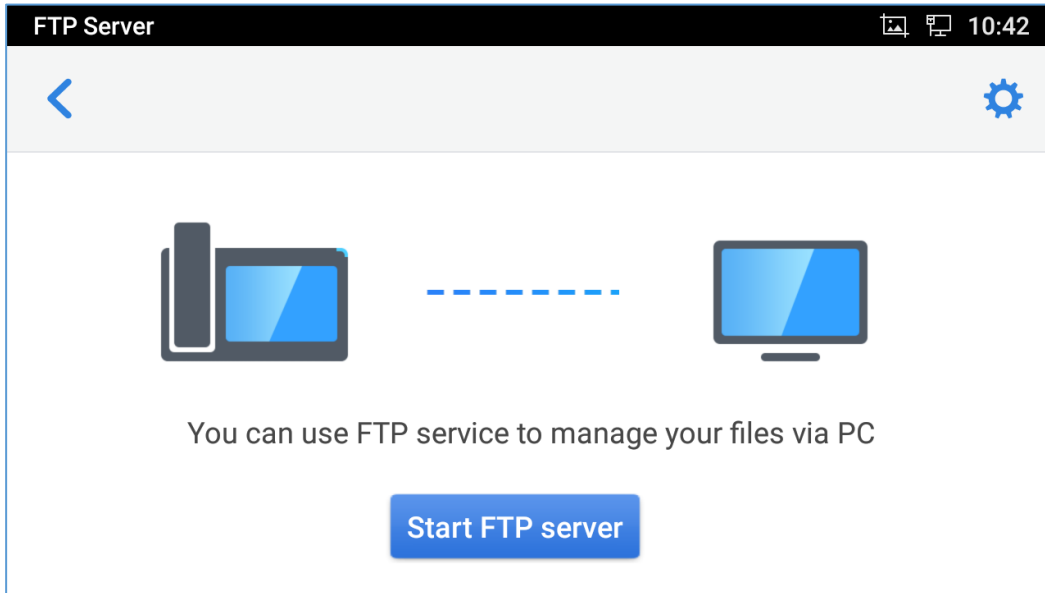 FTP Server 10:42
You can use FTP service to manage your files via PC
Start FTP server